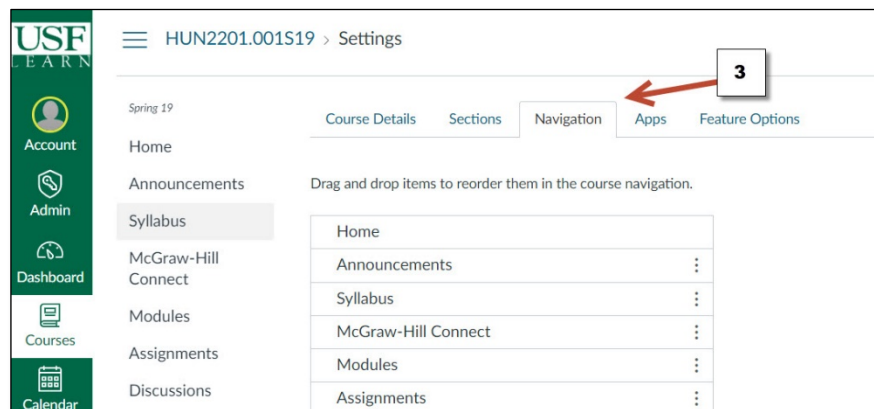 USF
LEARN
HUN2201.001S19 > Settings
3
Account
Admin
Dashboard
Courses
Calendar
Spring 19
Home
Announcements
Syllabus
McGraw-Hill
Connect
Modules
Assignments
Discussions
Course Details Sections Navigation Apps Feature Options
Drag and drop items to reorder them in the course navigation.
Home
Announcements
Syllabus
McGraw-Hill Connect
Modules
Assignments